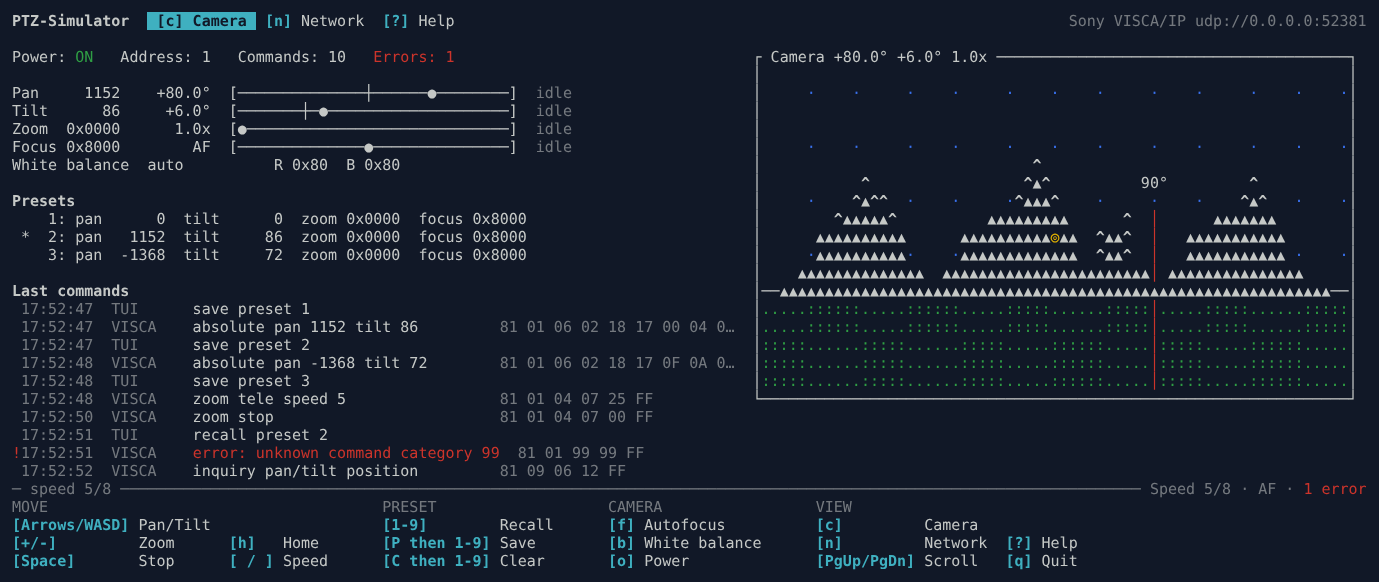 PTZ-Simulator [c] Camera [n] Network [?] Help Sony VISCA/IP udp://0.0.0.0:52381
Power: ON Address: 1 Commands: 10 Errors: 1
Camera +80.0° +6.0° 1.0x
Pan 1152 +80.0° idle
Tilt 86 +6.0° idle
Zoom 0x0000 1.0x idle
Focus 0x8000 AF idle
White balance auto R 0x80 B 0x80
90°
Presets
1: pan 0 tilt 0 zoom 0x0000 focus 0x8000
* 2: pan 1152 tilt 86 zoom 0x0000 focus 0x8000
3: pan -1368 tilt 72 zoom 0x0000 focus 0x8000
Last commands
17:52:47 TUI save preset 1
17:52:47 VISCA absolute pan 1152 tilt 86 81 01 06 02 18 17 00 04 0…
17:52:47 TUI save preset 2
17:52:48 VISCA absolute pan -1368 tilt 72 81 01 06 02 18 17 0F 0A 0…
17:52:48 TUI save preset 3
17:52:48 VISCA zoom tele speed 5 81 01 04 07 25 FF
17:52:50 VISCA zoom stop 81 01 04 07 00 FF
17:52:51 TUI recall preset 2
!17:52:51 VISCA error: unknown command category 99 81 01 99 99 FF
17:52:52 VISCA inquiry pan/tilt position 81 09 06 12 FF
speed 5/8 Speed 5/8 · AF · 1 error
MOVE PRESET CAMERA VIEW
[Arrows/WASD] Pan/Tilt [1-9] Recall [f] Autofocus [c] Camera
[+/-] Zoom [h] Home [P then 1-9] Save [b] White balance [n] Network [?] Help
[Space] Stop [ / ] Speed [C then 1-9] Clear [o] Power [PgUp/PgDn] Scroll [q] Quit